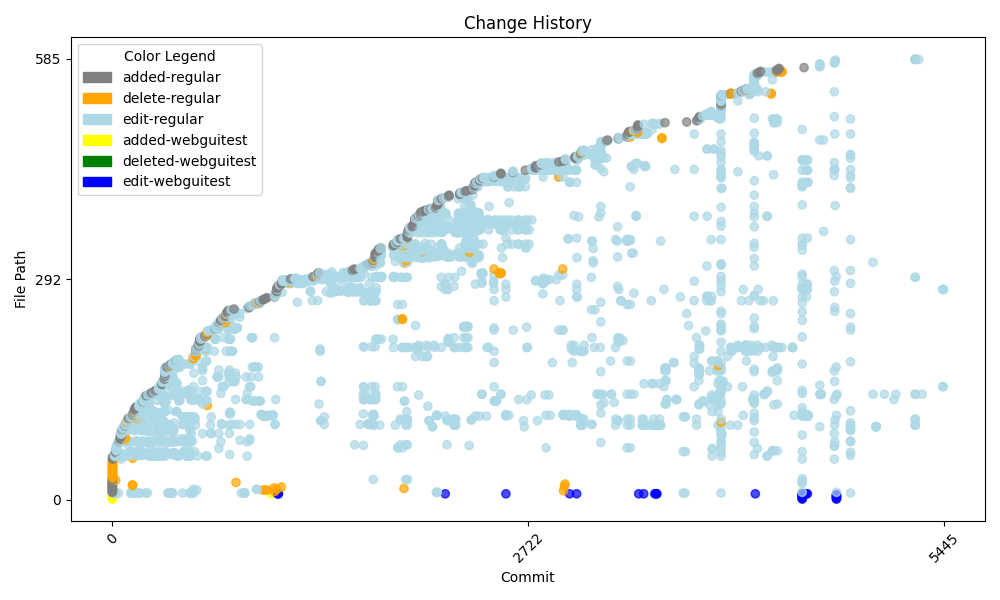 Change History
Color Legend
added-regular
delete-regular
edit-regular
added-webguitest
deleted-webguitest
edit-webguitest
585
292
0
File Path
0
2722
5445
Commit